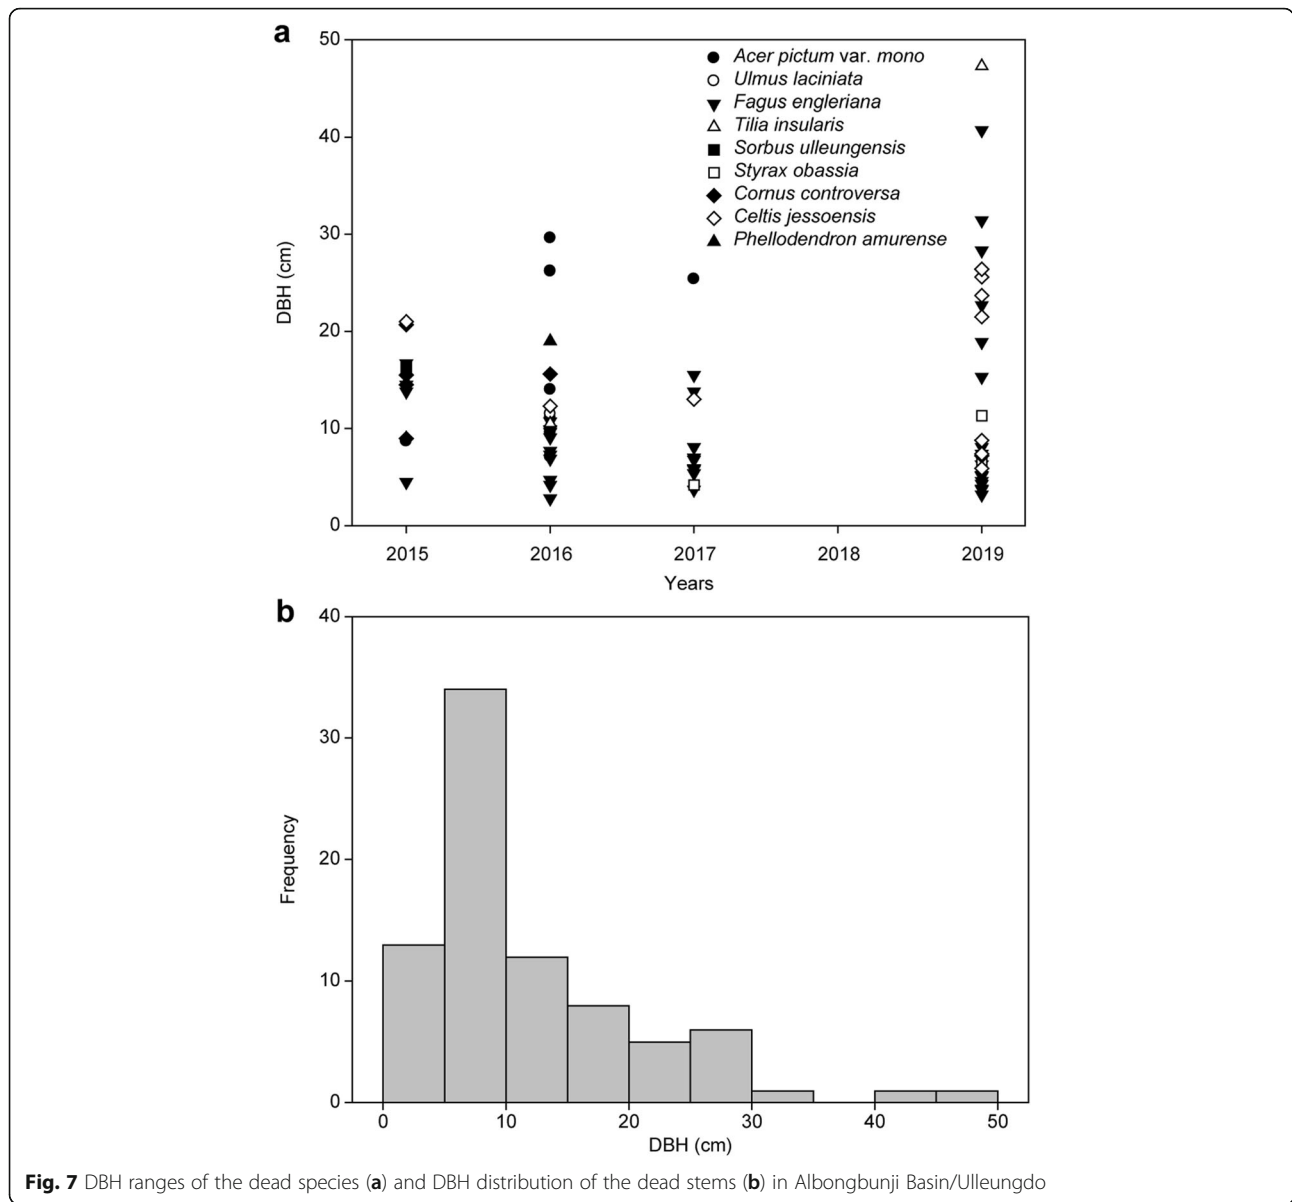 a
50
40
30
20
10
0
DBH (cm)
Acer pictum var. mono
Ulmus laciniata
Fagus engleriana
Tilia insularis
Sorbus ulleungensis
Styrax obassia
Cornus controversa
Celtis jessoensis
Phellodendron amurense
2015 2016 2017 2018 2019
Years
b
40
30
20
10
0
Frequency
0 10 20 30 40 50
DBH (cm)
Fig. 7 DBH ranges of the dead species (a) and DBH distribution of the dead stems (b) in Albongbunji Basin/Ulleungdo